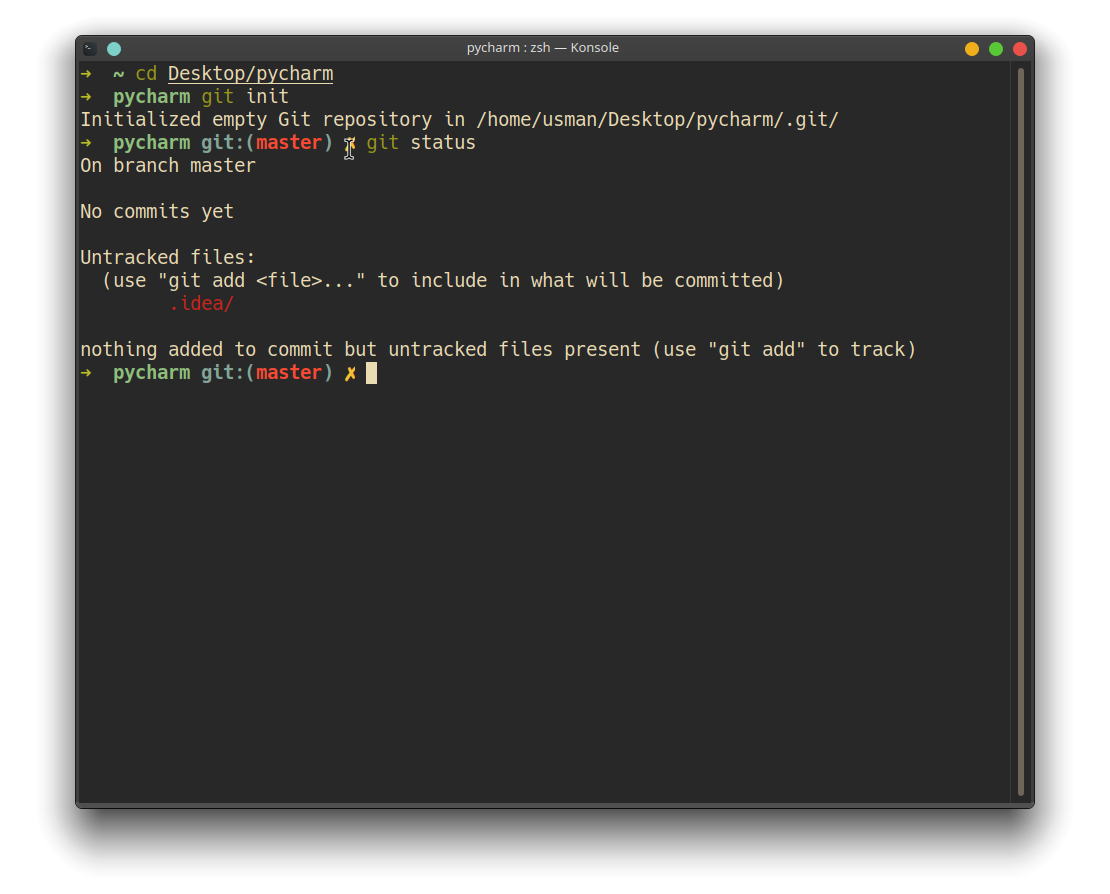 pycharm : zsh — Konsole
➜  ~ cd Desktop/pycharm
➜  pycharm git init
Initialized empty Git repository in /home/usman/Desktop/pycharm/.git/
➜  pycharm git:(master) ✗ git status
On branch master
No commits yet
Untracked files:
  (use "git add <file>..." to include in what will be committed)
        .idea/
nothing added to commit but untracked files present (use "git add" to track)
➜  pycharm git:(master) ✗